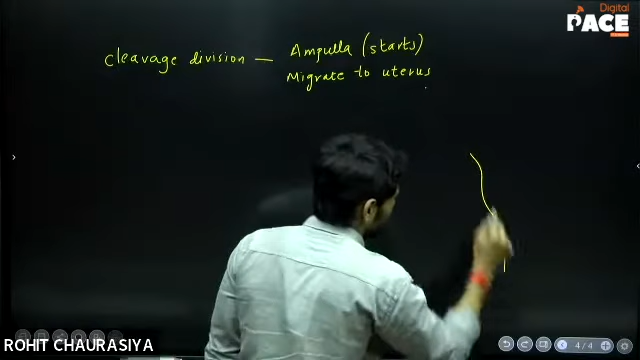 Digital
PACE
cleavage division — Ampulla (starts)
Migrate to uterus
ROHIT CHAURASIYA
4/4